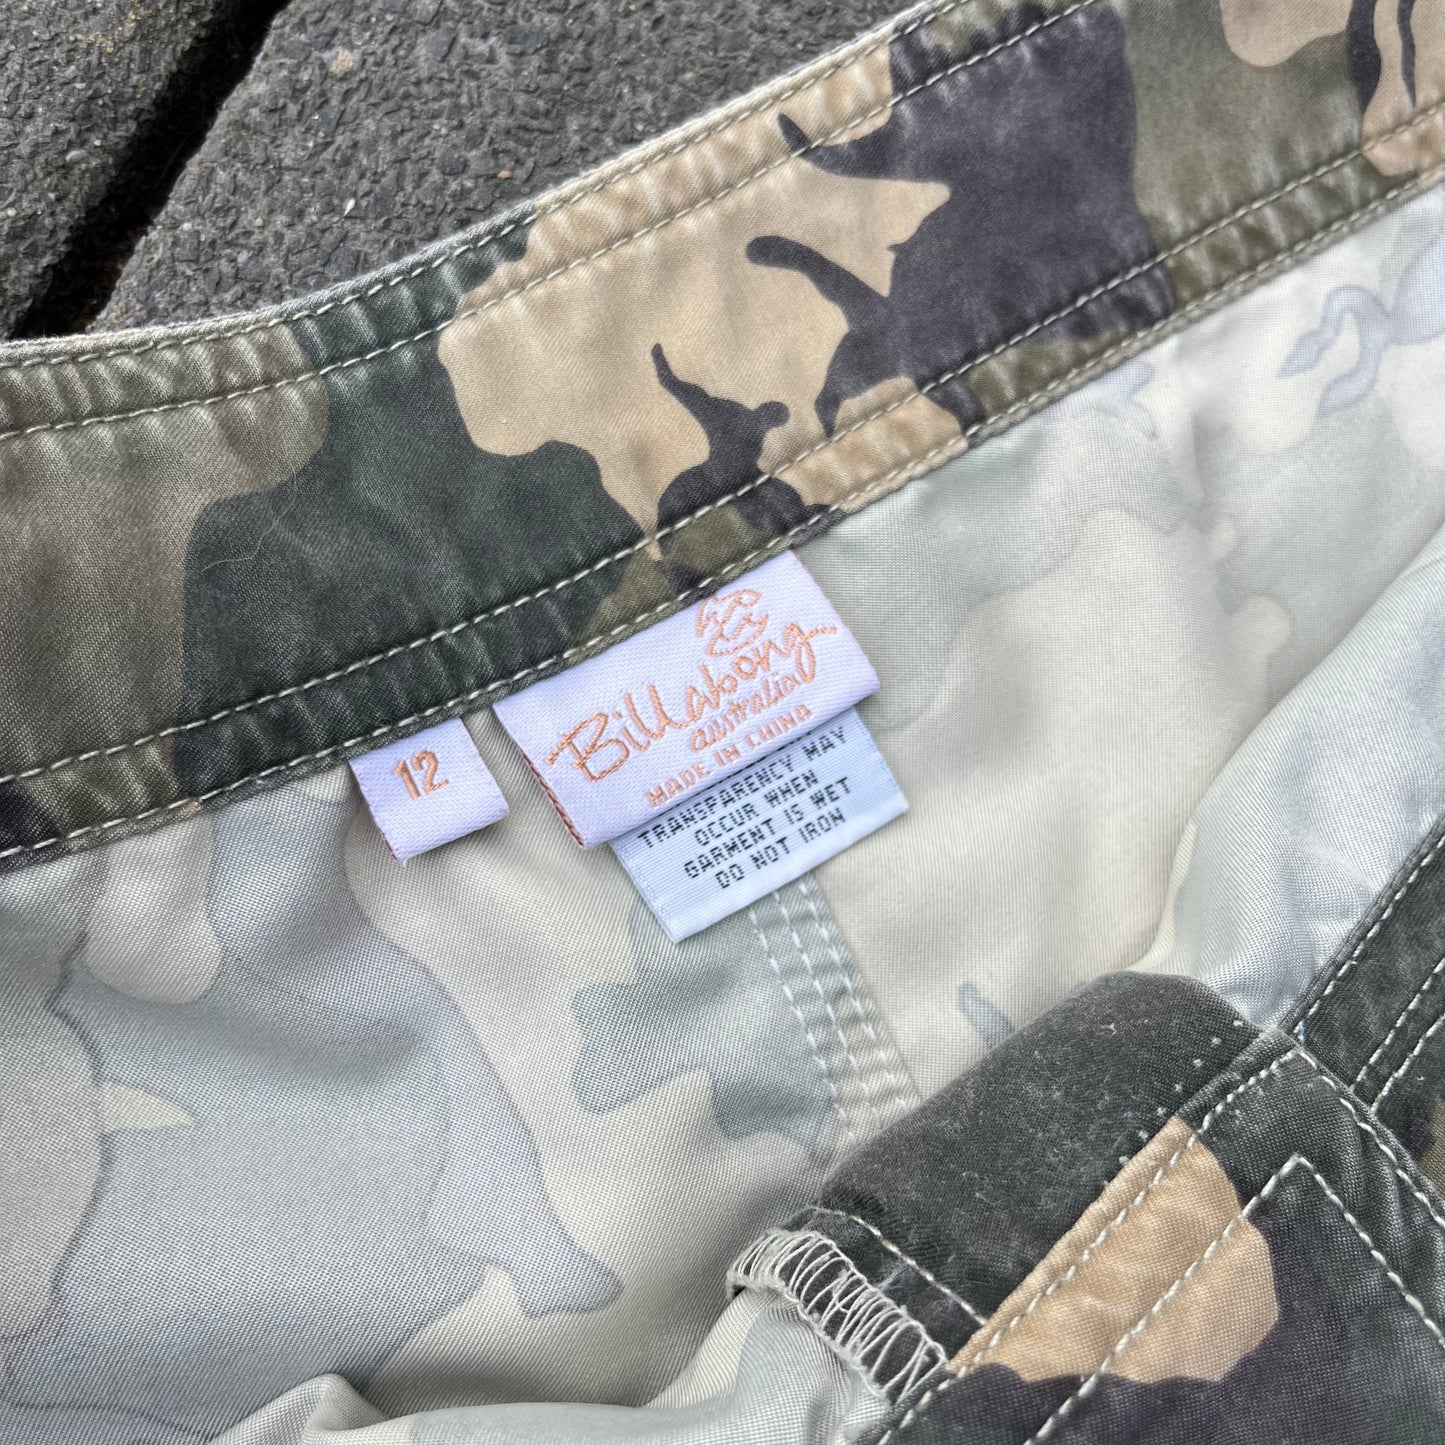 12
Billabong
australia
MADE IN CHINA
TRANSPARENCY MAY
OCCUR WHEN
GARMENT IS WET
DO NOT IRON